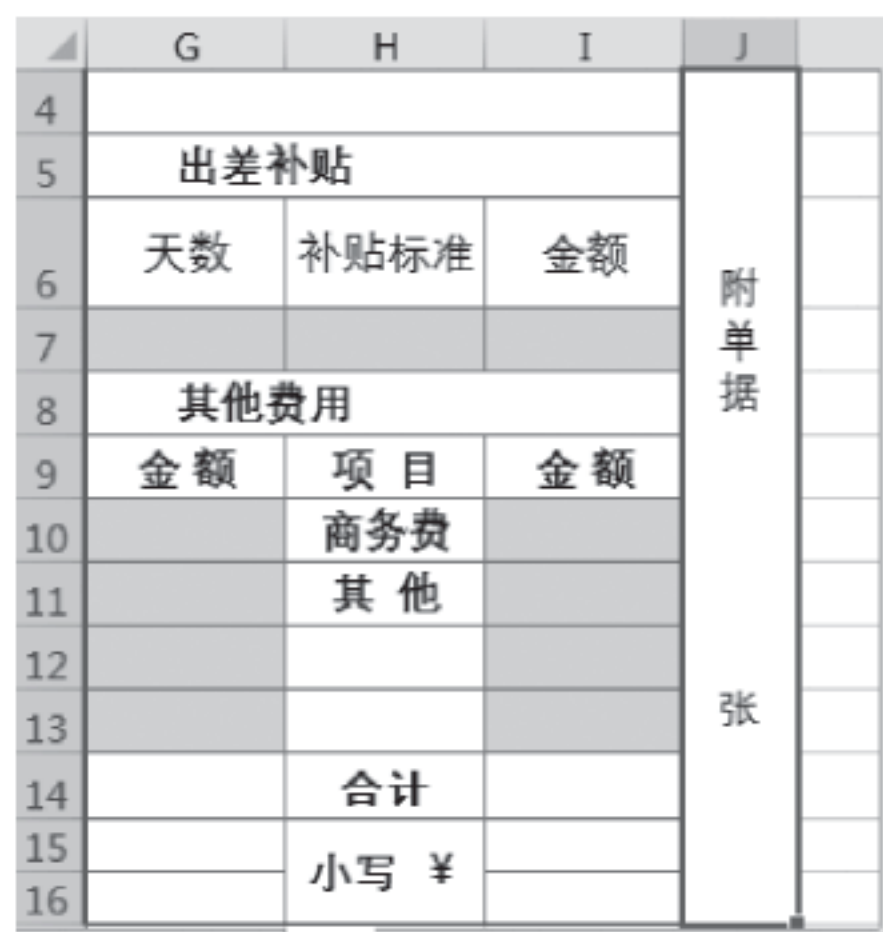 G H I J
4
5 出差补贴
6 天数 补贴标准 金额
7
8 其他费用
9 金 额 项 目 金 额
10 商务费
11 其 他
12
13
14 合计
15
小写 ¥
16
附
单
据
张